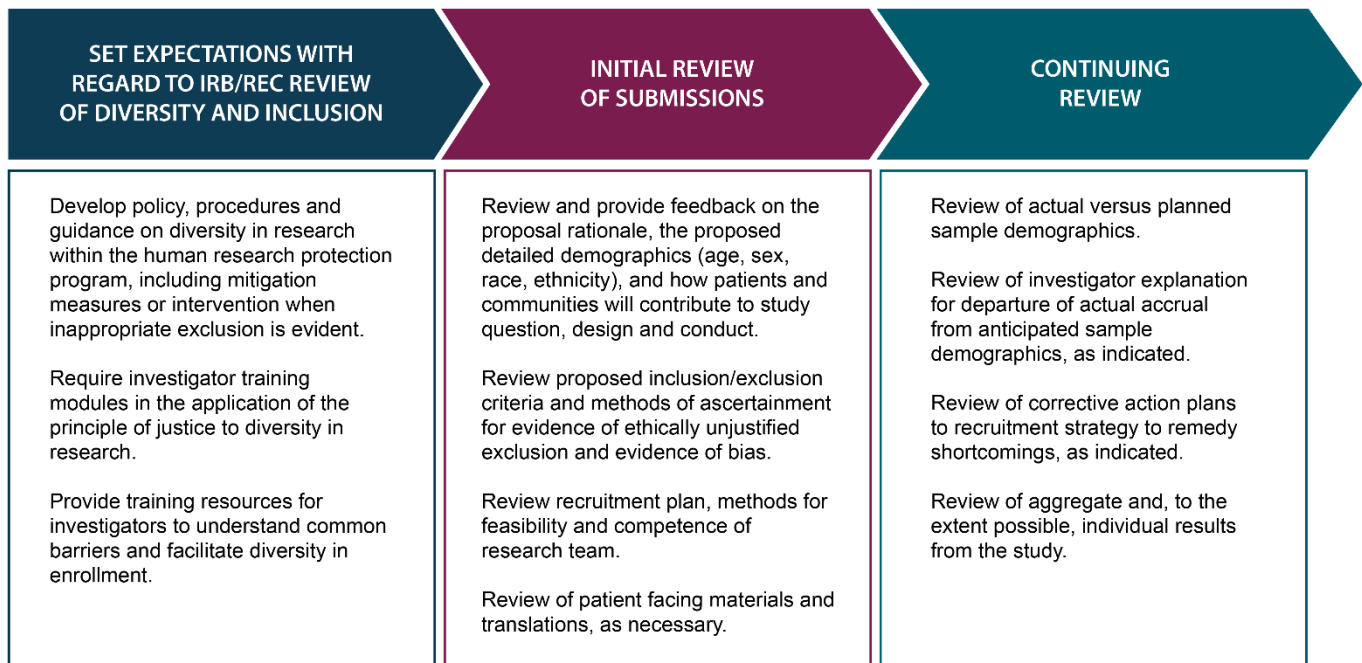 SET EXPECTATIONS WITH
REGARD TO IRB/REC REVIEW
OF DIVERSITY AND INCLUSION
Develop policy, procedures and
guidance on diversity in research
within the human research protection
program, including mitigation
measures or intervention when
inappropriate exclusion is evident.
Require investigator training
modules in the application of the
principle of justice to diversity in
research.
Provide training resources for
investigators to understand common
barriers and facilitate diversity in
enrollment.
INITIAL REVIEW
OF SUBMISSIONS
Review and provide feedback on the
proposal rationale, the proposed
detailed demographics (age, sex,
race, ethnicity), and how patients and
communities will contribute to study
question, design and conduct.
Review proposed inclusion/exclusion
criteria and methods of ascertainment
for evidence of ethically unjustified
exclusion and evidence of bias.
Review recruitment plan, methods for
feasibility and competence of
research team.
Review of patient facing materials and
translations, as necessary.
CONTINUING
REVIEW
Review of actual versus planned
sample demographics.
Review of investigator explanation
for departure of actual accrual
from anticipated sample
demographics, as indicated.
Review of corrective action plans
to recruitment strategy to remedy
shortcomings, as indicated.
Review of aggregate and, to the
extent possible, individual results
from the study.